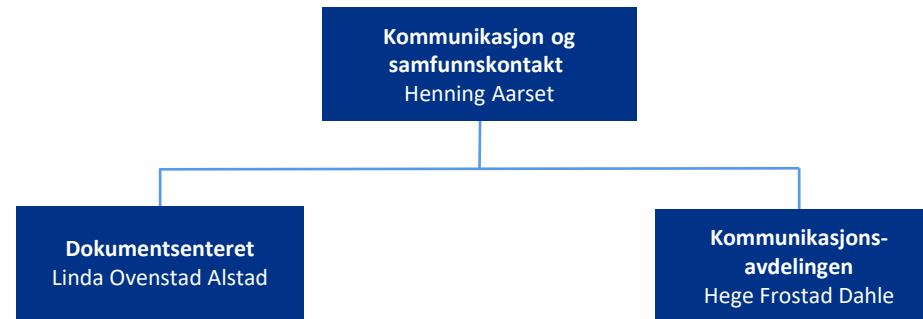 Kommunikasjon og
samfunnskontakt
Henning Aarset
Dokumentsenteret
Linda Ovenstad Alstad
Kommunikasjons-
avdelingen
Hege Frostad Dahle